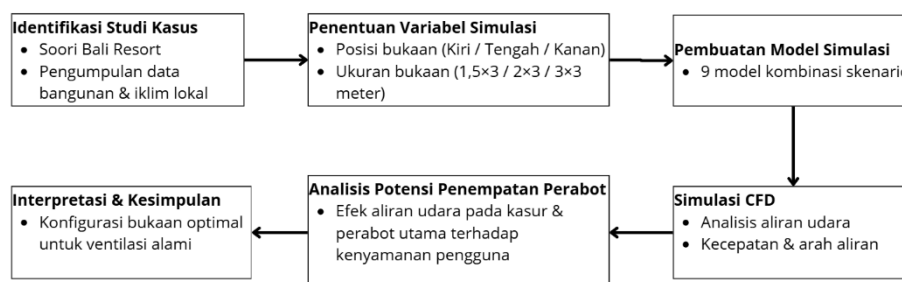 Identifikasi Studi Kasus
• Soori Bali Resort
• Pengumpulan data
bangunan & iklim lokal
Penentuan Variabel Simulasi
• Posisi bukaan (Kiri / Tengah / Kanan)
• Ukuran bukaan (1,5×3 / 2×3 / 3×3
meter)
Pembuatan Model Simulasi
• 9 model kombinasi skenario
Simulasi CFD
• Analisis aliran udara
• Kecepatan & arah aliran
Analisis Potensi Penempatan Perabot
• Efek aliran udara pada kasur &
perabot utama terhadap
kenyamanan pengguna
Interpretasi & Kesimpulan
• Konfigurasi bukaan optimal
untuk ventilasi alami